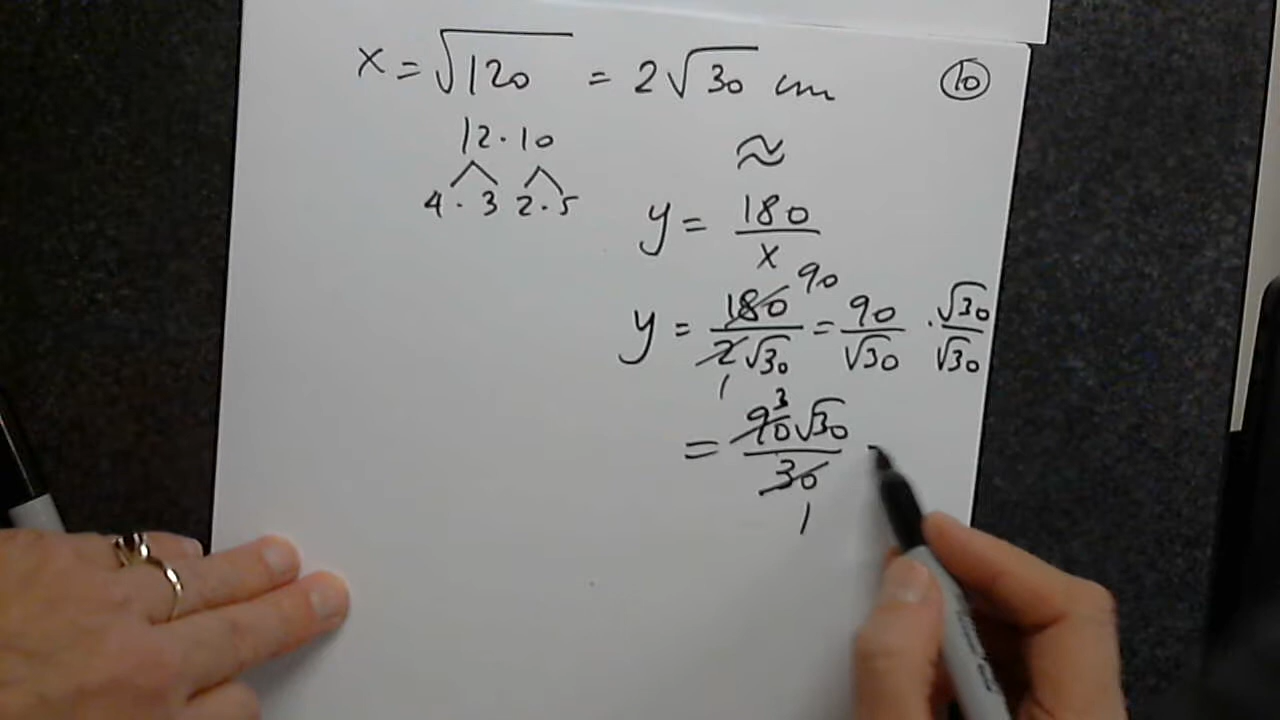 x = √120 = 2√30 cm ⑩
12·10
≈
4·3 2·5
y = 180/x
y = 180/2√30 90 1 = 90/√30 · √30/√30
= 90√30/30 3 1 -